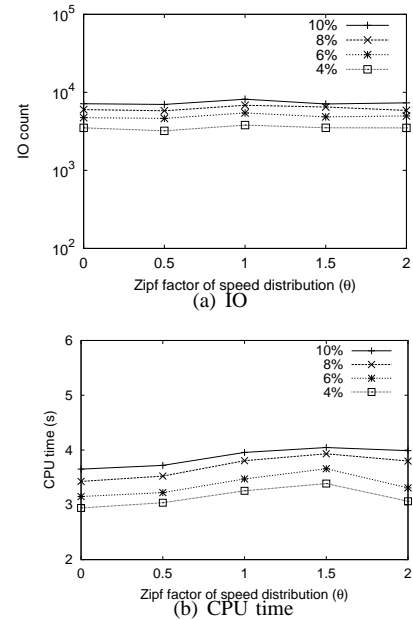 10%
8%
6%
4%
10^5
10^4
10^3
10^2
IO count
0 0.5 1 1.5 2
Zipf factor of speed distribution (θ)
(a) IO
10%
8%
6%
4%
6
5
4
3
2
CPU time (s)
0 0.5 1 1.5 2
Zipf factor of speed distribution (θ)
(b) CPU time